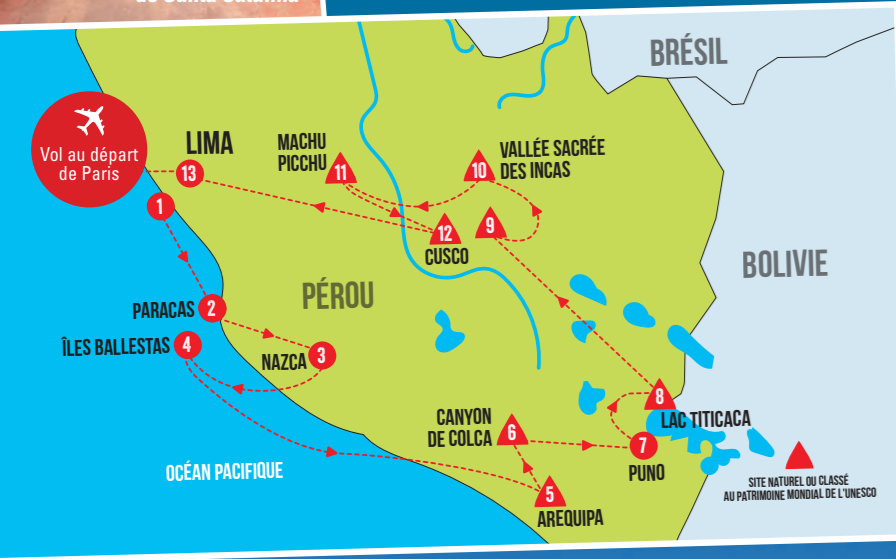 BRÉSIL
Vol au départ
de Paris
LIMA
13
1
MACHU
PICCHU
11
10
VALLÉE SACRÉE
DES INCAS
9
12
CUSCO
BOLIVIE
PÉROU
PARACAS
2
ÎLES BALLESTAS
4
NAZCA
3
8
LAC TITICACA
CANYON
DE COLCA
6
7
PUNO
OCÉAN PACIFIQUE
5
AREQUIPA
SITE NATUREL OU CLASSÉ
AU PATRIMOINE MONDIAL DE L'UNESCO